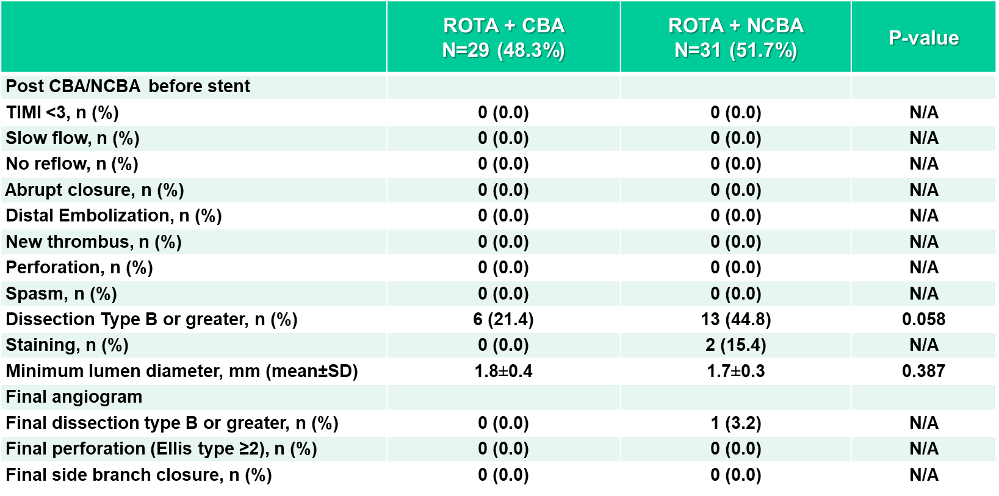 ROTA + CBA
N=29 (48.3%)
ROTA + NCBA
N=31 (51.7%)
P-value
Post CBA/NCBA before stent
TIMI <3, n (%) 0 (0.0) 0 (0.0) N/A
Slow flow, n (%) 0 (0.0) 0 (0.0) N/A
No reflow, n (%) 0 (0.0) 0 (0.0) N/A
Abrupt closure, n (%) 0 (0.0) 0 (0.0) N/A
Distal Embolization, n (%) 0 (0.0) 0 (0.0) N/A
New thrombus, n (%) 0 (0.0) 0 (0.0) N/A
Perforation, n (%) 0 (0.0) 0 (0.0) N/A
Spasm, n (%) 0 (0.0) 0 (0.0) N/A
Dissection Type B or greater, n (%) 6 (21.4) 13 (44.8) 0.058
Staining, n (%) 0 (0.0) 2 (15.4) N/A
Minimum lumen diameter, mm (mean±SD) 1.8±0.4 1.7±0.3 0.387
Final angiogram
Final dissection type B or greater, n (%) 0 (0.0) 1 (3.2) N/A
Final perforation (Ellis type ≥2), n (%) 0 (0.0) 0 (0.0) N/A
Final side branch closure, n (%) 0 (0.0) 0 (0.0) N/A